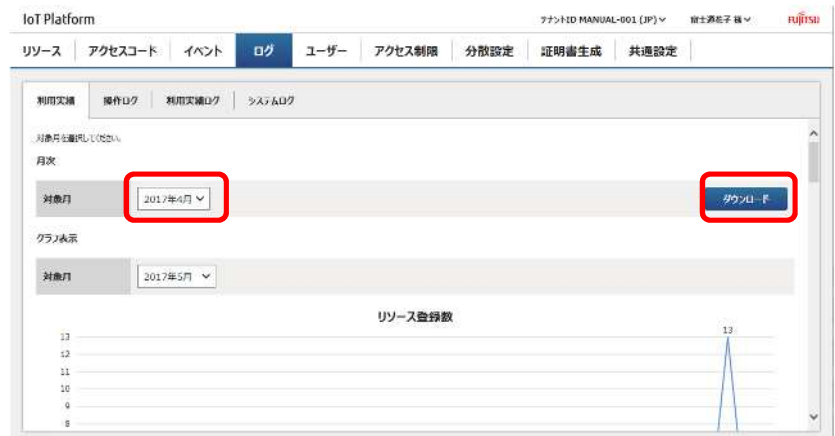 IoT Platform テナントID MANUAL-001 (JP) 富士通花子 様 FUJITSU
リソース アクセスコード イベント ログ ユーザー アクセス制限 分散設定 証明書生成 共通設定
利用実績 操作ログ 利用実績ログ システムログ
対象月を選択してください。
月次
対象月 2017年4月 ダウンロード
グラフ表示
対象月 2017年5月
リソース登録数
13
13
12
11
10
9
8